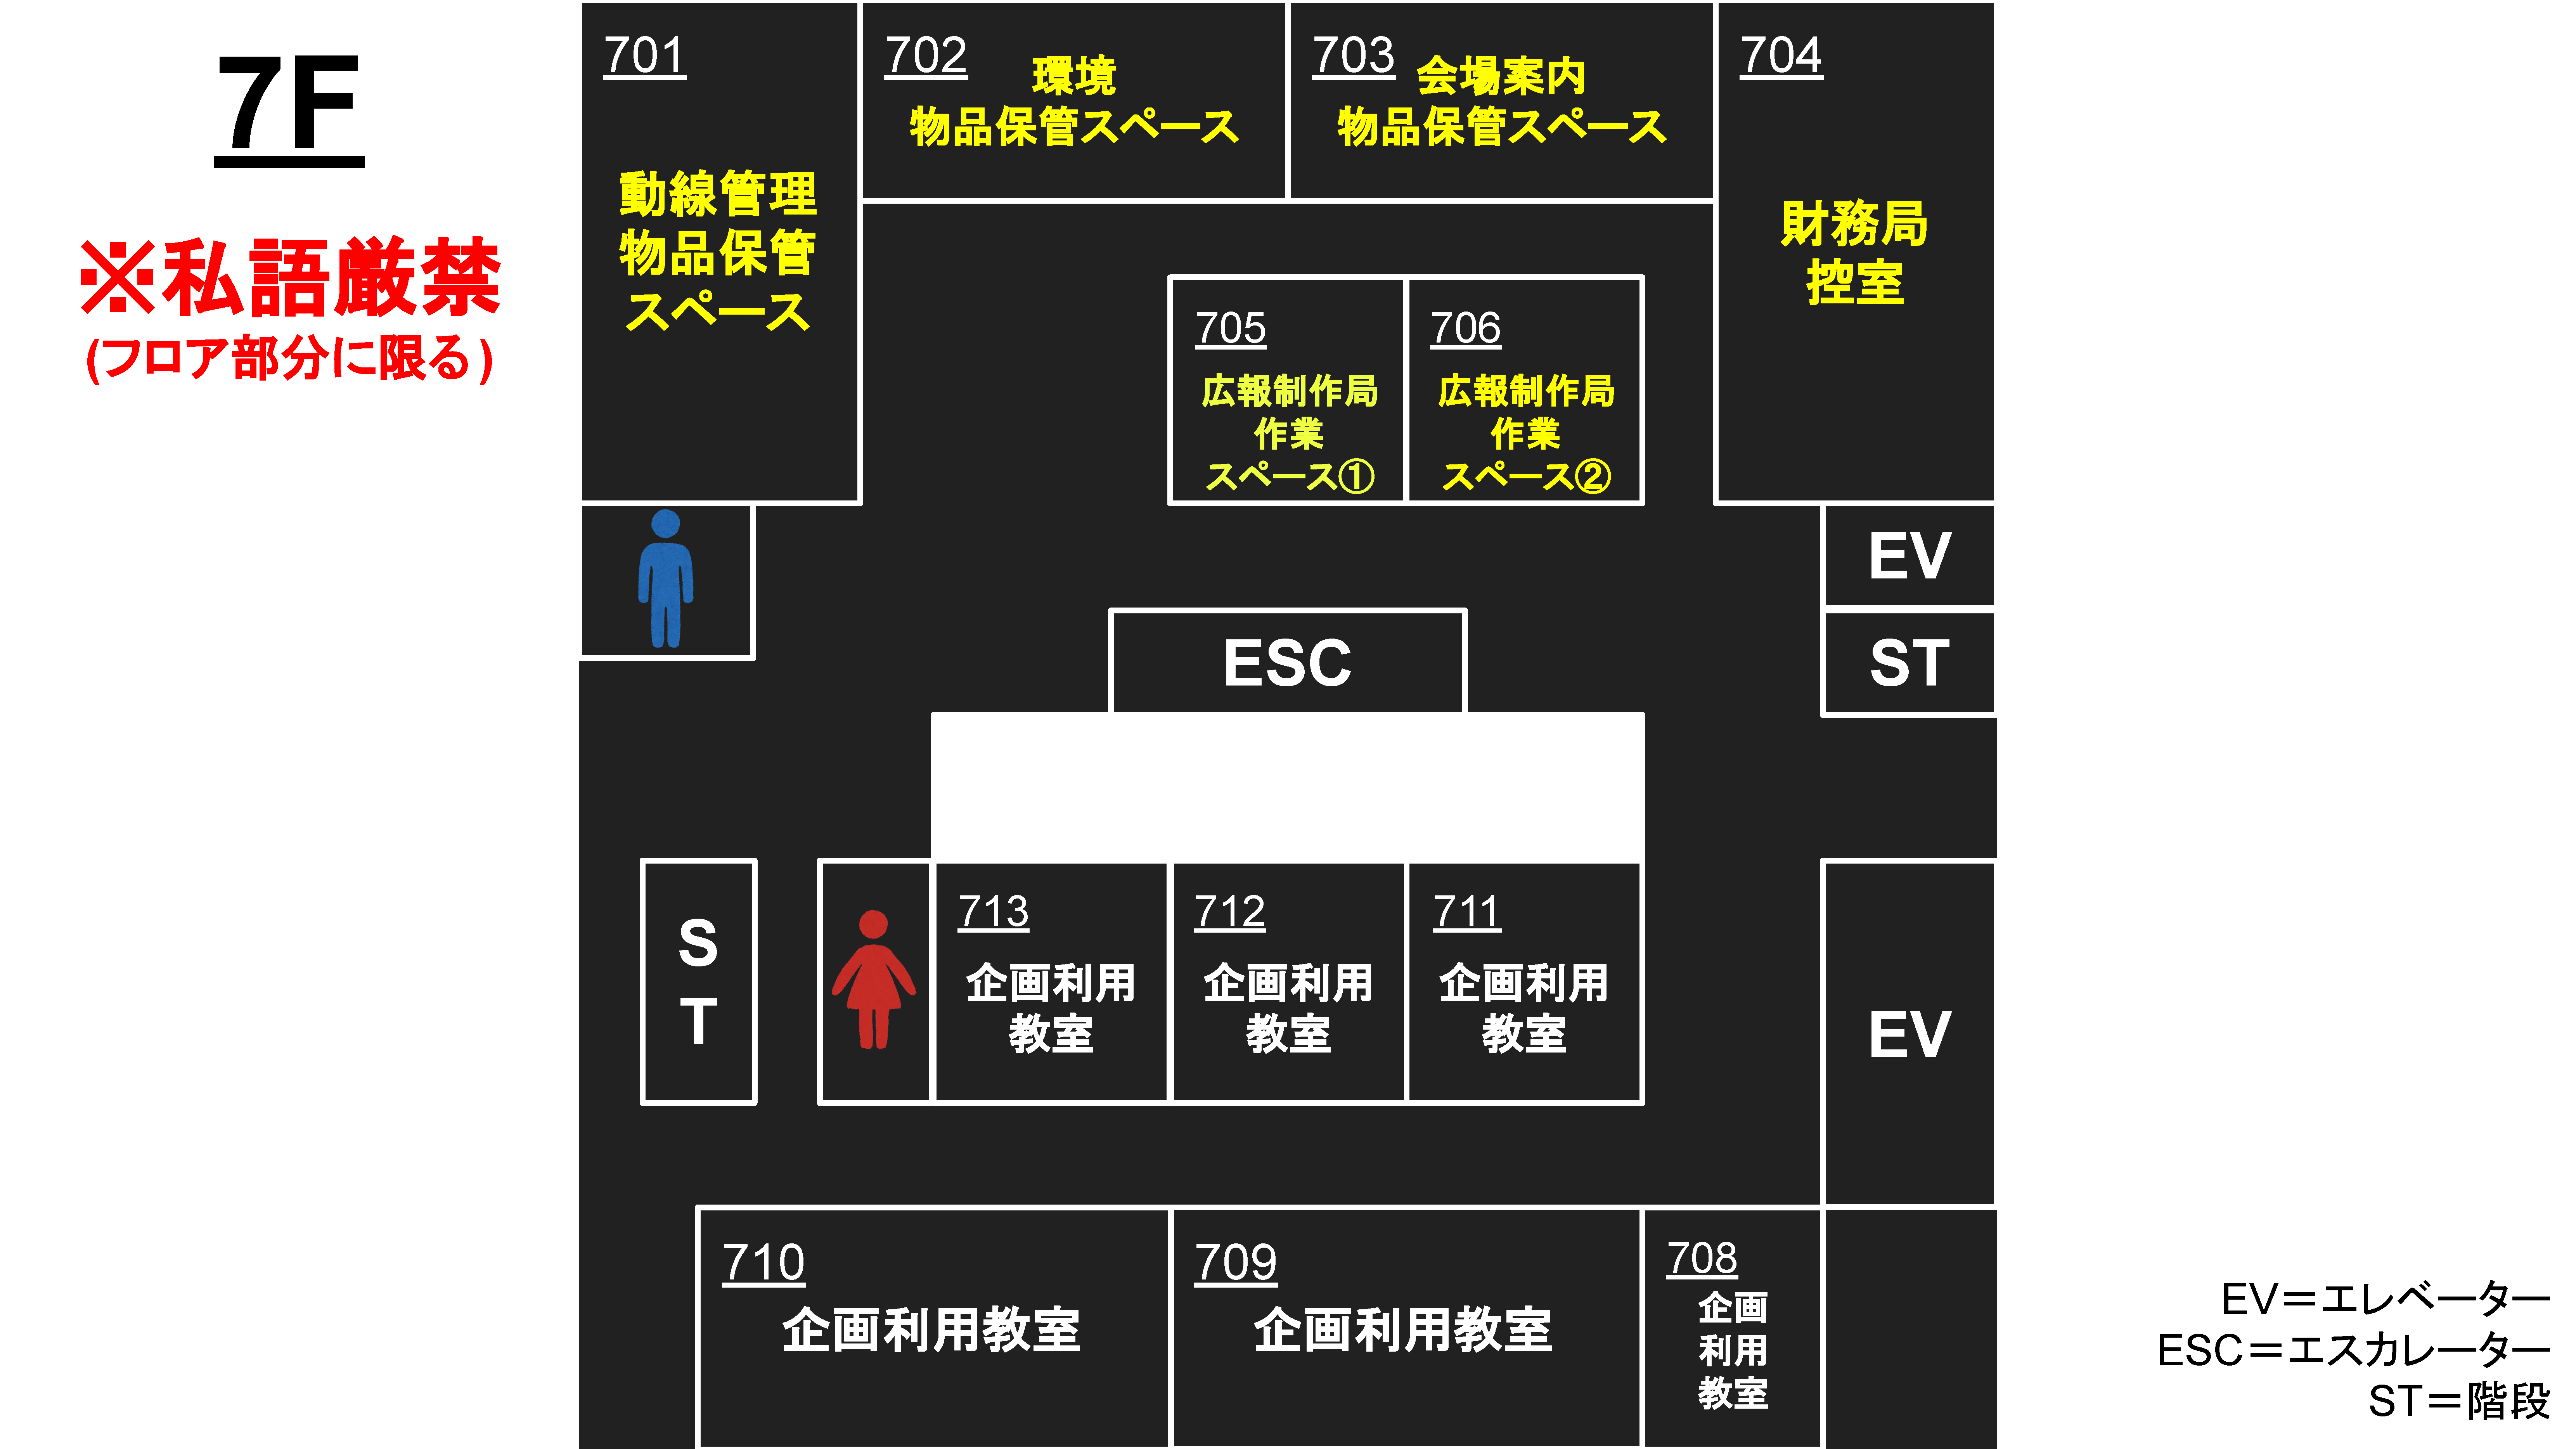 7F
※私語厳禁
(フロア部分に限る)
701
動線管理
物品保管
スペース
702
環境
物品保管スペース
703
会場案内
物品保管スペース
704
財務局
控室
705
広報制作局
作業
スペース①
706
広報制作局
作業
スペース②
EV
ESC
ST
S
T
713
企画利用
教室
712
企画利用
教室
711
企画利用
教室
EV
710
企画利用教室
709
企画利用教室
708
企画
利用
教室
EV＝エレベーター
ESC＝エスカレーター
ST＝階段